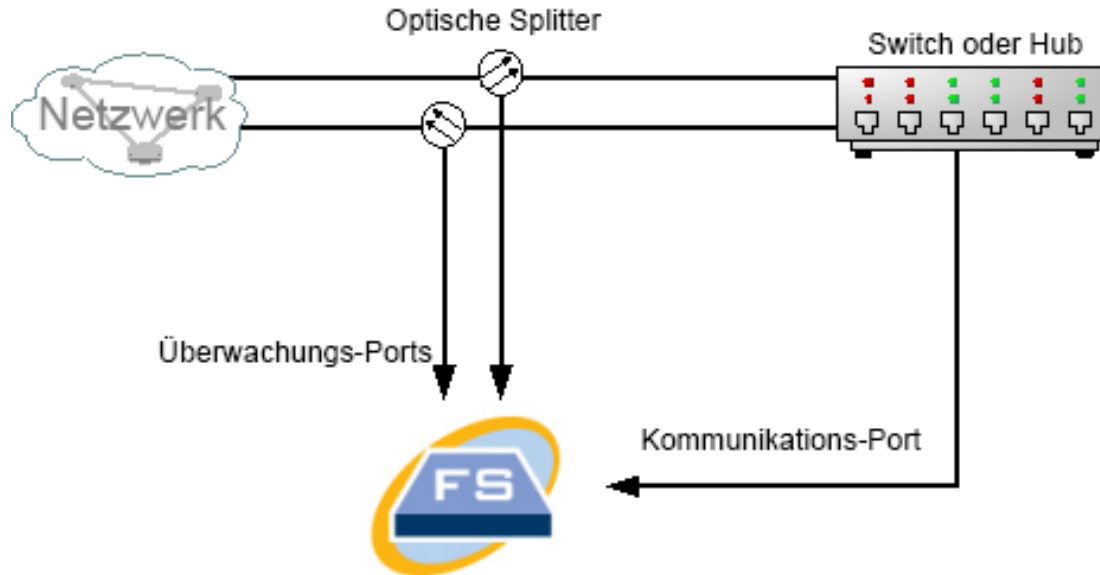 Optische Splitter
Switch oder Hub
Netzwerk
Überwachungs-Ports
Kommunikations-Port
FS